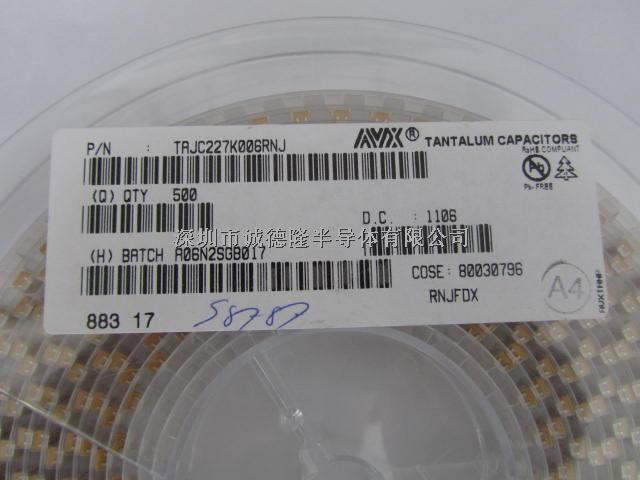 P/N : TAJC227K006RNJ
AVX ® TANTALUM CAPACITORS
RoHS COMPLIANT
Pb
Pb-FREE
(Q) QTY 500
D.C. : 1106
深圳市诚德隆半导体有限公司
(H) BATCH A06N2SGB017
COSE: 80030796
RNJFDX
A4
883 17